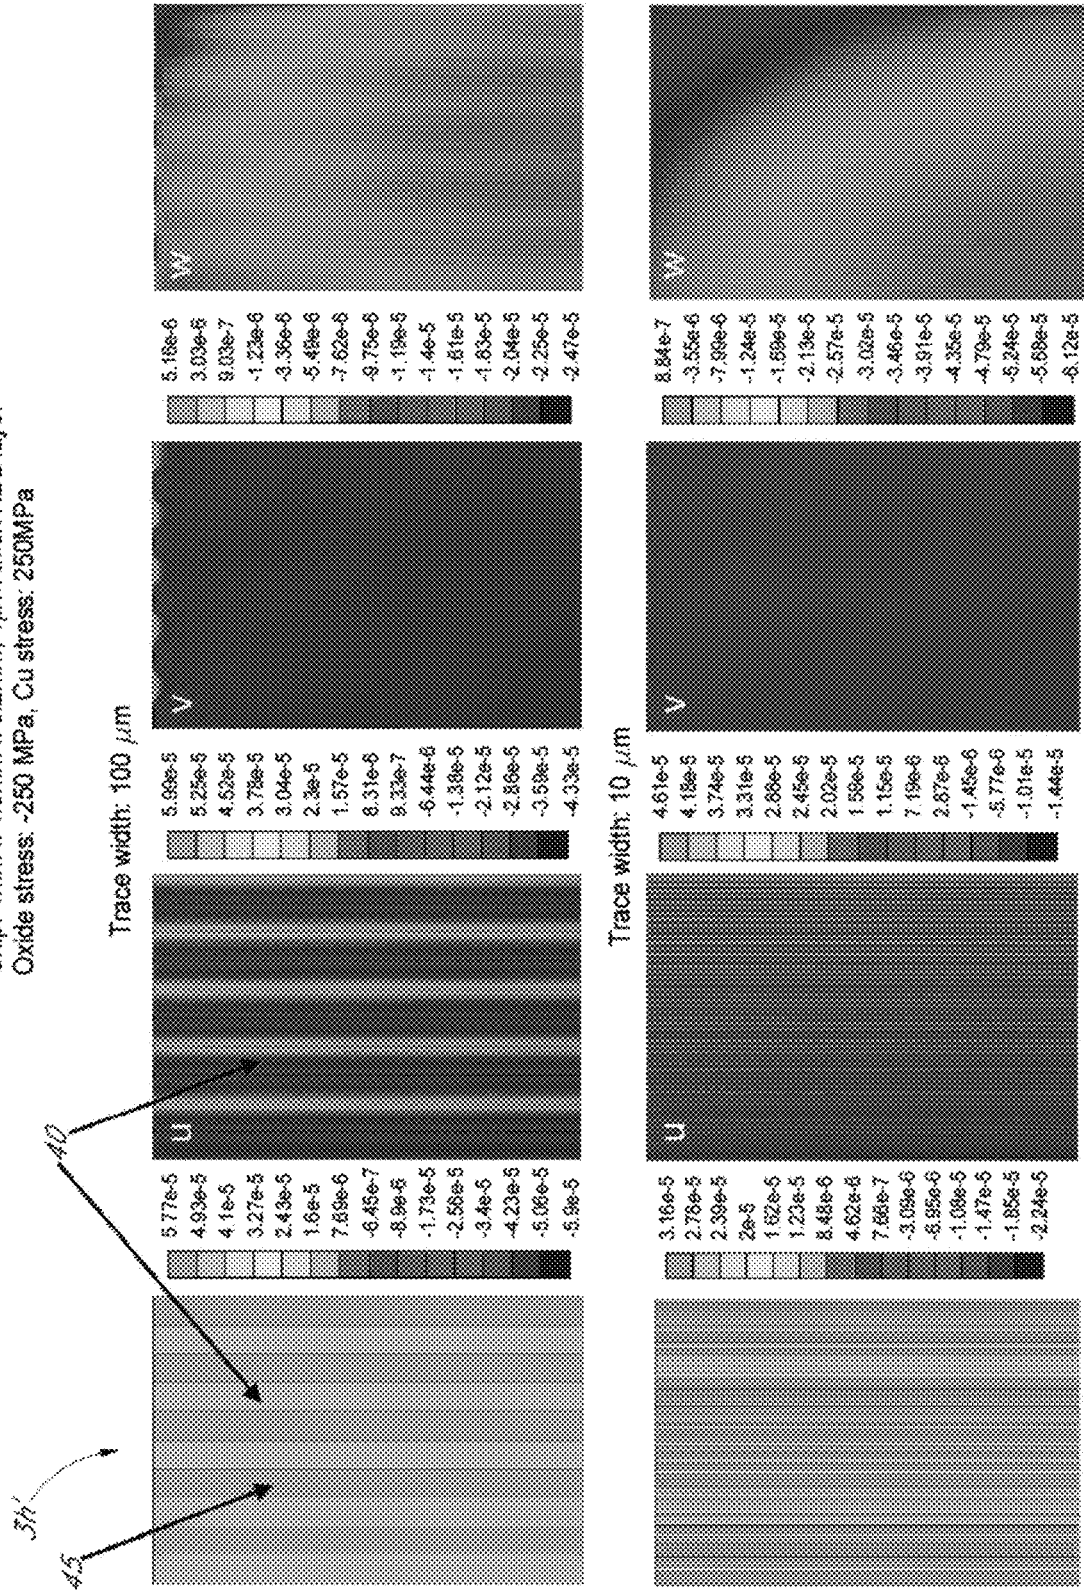 Oxide stress: -250 MPa, Cu stress: 250MPa
3h'
45
40
Trace width: 100 μm
5.77e-5
4.93e-5
4.1e-5
3.27e-5
2.43e-5
1.6e-5
7.69e-6
-6.45e-7
-8.9e-6
-1.73e-5
-2.56e-5
-3.4e-5
-4.23e-5
-5.06e-5
-5.9e-5
u
5.99e-5
5.25e-5
4.52e-5
3.78e-5
3.04e-5
2.3e-5
1.57e-5
8.31e-6
9.33e-7
-6.44e-6
-1.38e-5
-2.12e-5
-2.86e-5
-3.59e-5
-4.33e-5
v
5.16e-6
3.03e-6
9.03e-7
-1.23e-6
-3.36e-6
-5.49e-6
-7.62e-6
-9.75e-6
-1.19e-5
-1.4e-5
-1.61e-5
-1.83e-5
-2.04e-5
-2.25e-5
-2.47e-5
w
Trace width: 10 μm
3.16e-5
2.78e-5
2.39e-5
2e-5
1.62e-5
1.23e-5
8.48e-6
4.62e-6
7.66e-7
-3.09e-6
-6.95e-6
-1.08e-5
-1.47e-5
-1.85e-5
-2.24e-5
u
4.61e-5
4.18e-5
3.74e-5
3.31e-5
2.88e-5
2.45e-5
2.02e-5
1.58e-5
1.15e-5
7.19e-6
2.87e-6
-1.45e-6
-5.77e-6
-1.01e-5
-1.44e-5
v
8.84e-7
-3.55e-6
-7.99e-6
-1.24e-5
-1.69e-5
-2.13e-5
-2.57e-5
-3.02e-5
-3.46e-5
-3.91e-5
-4.35e-5
-4.79e-5
-5.24e-5
-5.68e-5
-6.12e-5
w